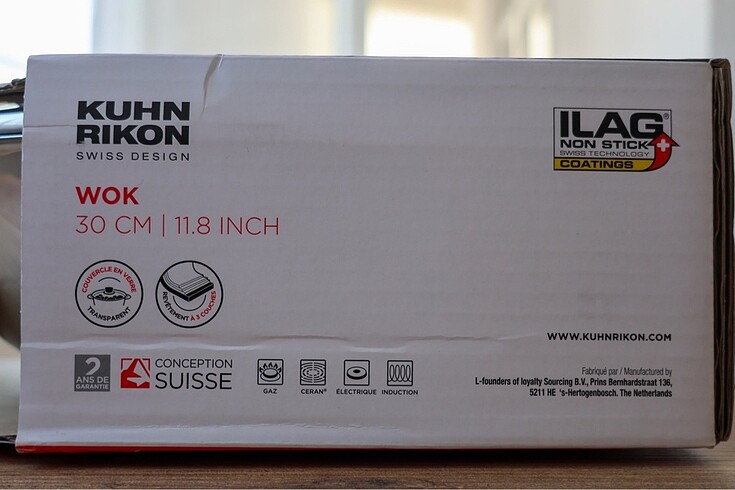 KUHN
RIKON
SWISS DESIGN
ILAG®
NON STICK
SWISS TECHNOLOGY
COATINGS
WOK
30 CM | 11.8 INCH
COUVERCLE EN VERRE
TRANSPARENT
REVÊTEMENT À 3 COUCHES
WWW.KUHNRIKON.COM
2
ANS DE
GARANTIE
CONCEPTION
SUISSE
GAZ
CERAN®
ÉLECTRIQUE
INDUCTION
Fabriqué par / Manufactured by
L-founders of loyalty Sourcing B.V., Prins Bernhardstraat 136,
5211 HE 's-Hertogenbosch. The Netherlands